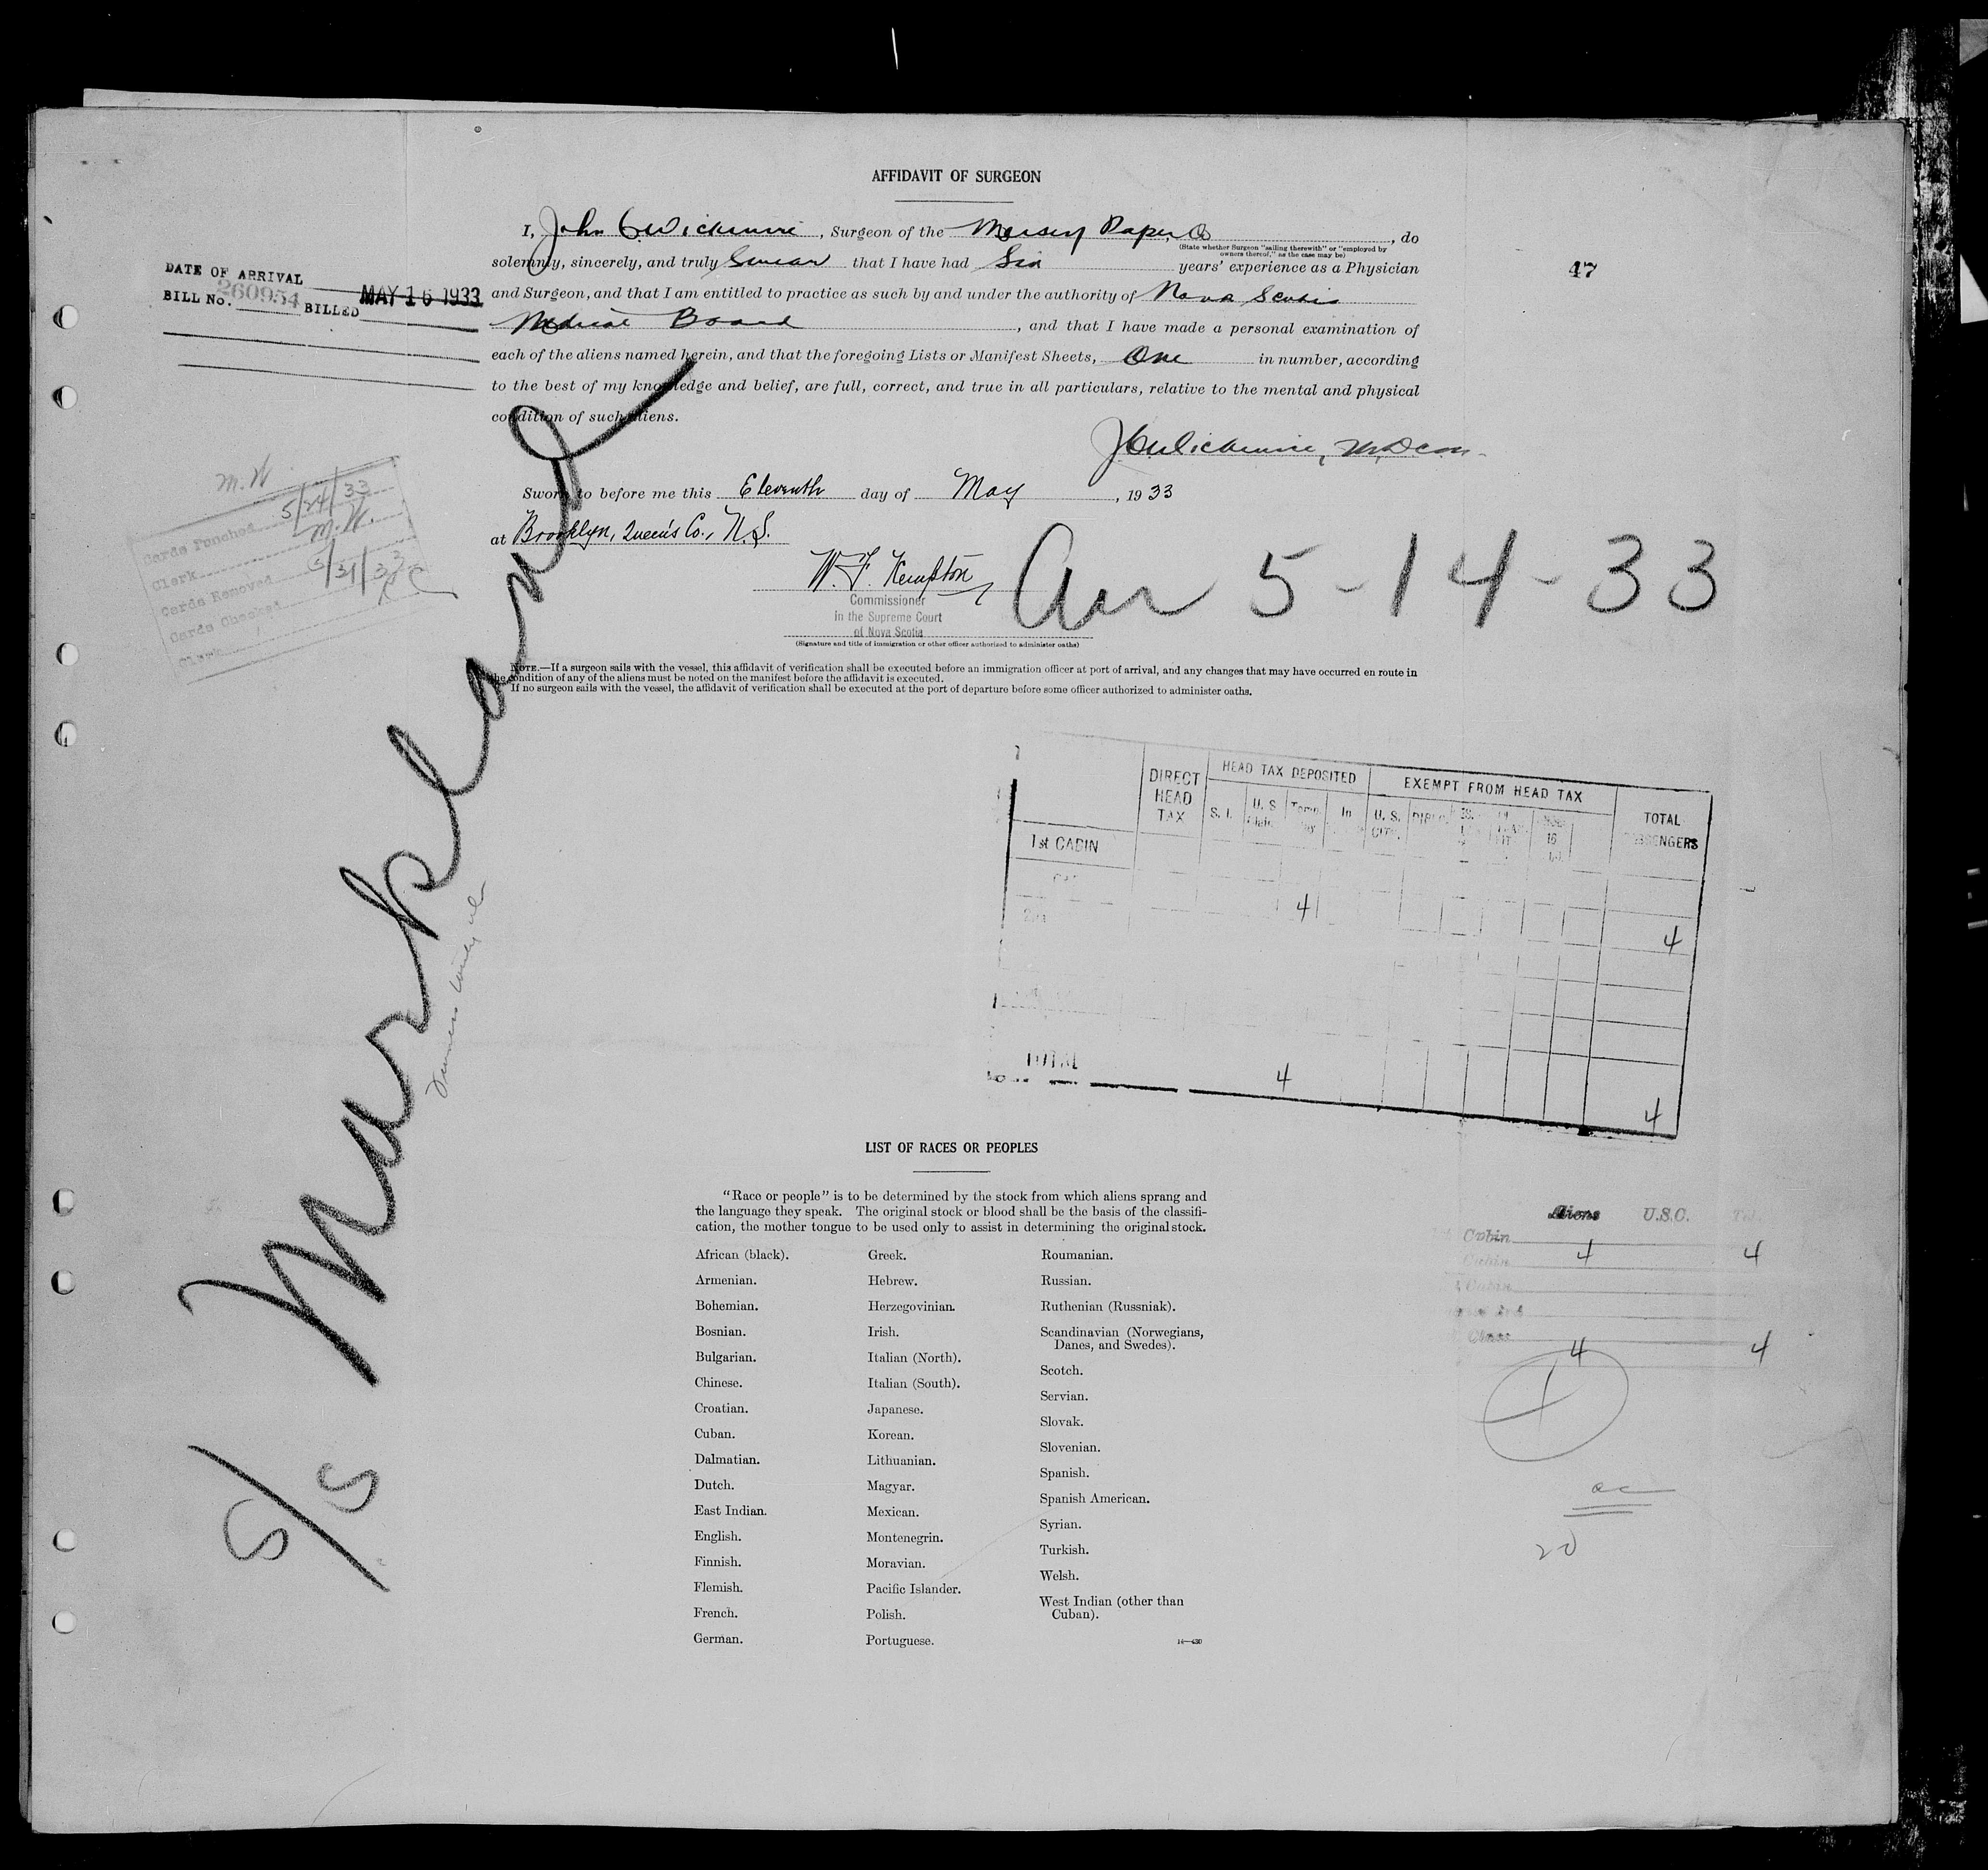 AFFIDAVIT OF SURGEON
I, John C Wickwire, Surgeon of the Mersey Paper Co, do
(State whether Surgeon "sailing therewith" or "employed by
owners thereof," as the case may be)
solemnly, sincerely, and truly Swear that I have had Six years' experience as a Physician
47
and Surgeon, and that I am entitled to practice as such by and under the authority of Nova Scotia
Medical Board, and that I have made a personal examination of
each of the aliens named herein, and that the foregoing Lists or Manifest Sheets, One in number, according
to the best of my knowledge and belief, are full, correct, and true in all particulars, relative to the mental and physical
condition of such aliens.
DATE OF ARRIVAL
BILL No. 260954 BILLED MAY 16 1933
J C Wickwire, M.D.C.M.
Sworn to before me this Eleventh day of May, 1933
at Brooklyn, Queen's Co., N.S.
W. F. Kempton
Commissioner
in the Supreme Court
of Nova Scotia
(Signature and title of immigration or other officer authorized to administer oaths)
Arr 5-14-33
M.W.
Cards Punched 5/24/33
Clerk M.W.
Cards Removed 5/31/33
Cards Checked
Clerk
NOTE.—If a surgeon sails with the vessel, this affidavit of verification shall be executed before an immigration officer at port of arrival, and any changes that may have occurred en route in
the condition of any of the aliens must be noted on the manifest before the affidavit is executed.
If no surgeon sails with the vessel, the affidavit of verification shall be executed at the port of departure before some officer authorized to administer oaths.
S/S Markland
DIRECT HEAD TAX
HEAD TAX DEPOSITED
EXEMPT FROM HEAD TAX
TOTAL PASSENGERS
S. I.
U. S
In
U. S. CIT.
DIPL.
1st CABIN
2nd
4
4
TOTAL
4
4
LIST OF RACES OR PEOPLES
"Race or people" is to be determined by the stock from which aliens sprang and
the language they speak. The original stock or blood shall be the basis of the classifi-
cation, the mother tongue to be used only to assist in determining the original stock.
African (black).
Armenian.
Bohemian.
Bosnian.
Bulgarian.
Chinese.
Croatian.
Cuban.
Dalmatian.
Dutch.
East Indian.
English.
Finnish.
Flemish.
French.
German.
Greek.
Hebrew.
Herzegovinian.
Irish.
Italian (North).
Italian (South).
Japanese.
Korean.
Lithuanian.
Magyar.
Mexican.
Montenegrin.
Moravian.
Pacific Islander.
Polish.
Portuguese.
Roumanian.
Russian.
Ruthenian (Russniak).
Scandinavian (Norwegians,
Danes, and Swedes).
Scotch.
Servian.
Slovak.
Slovenian.
Spanish.
Spanish American.
Syrian.
Turkish.
Welsh.
West Indian (other than
Cuban).
Aliens U.S.C.
Cabin
Cabin 4 4
Cabin
Class
4 4
20